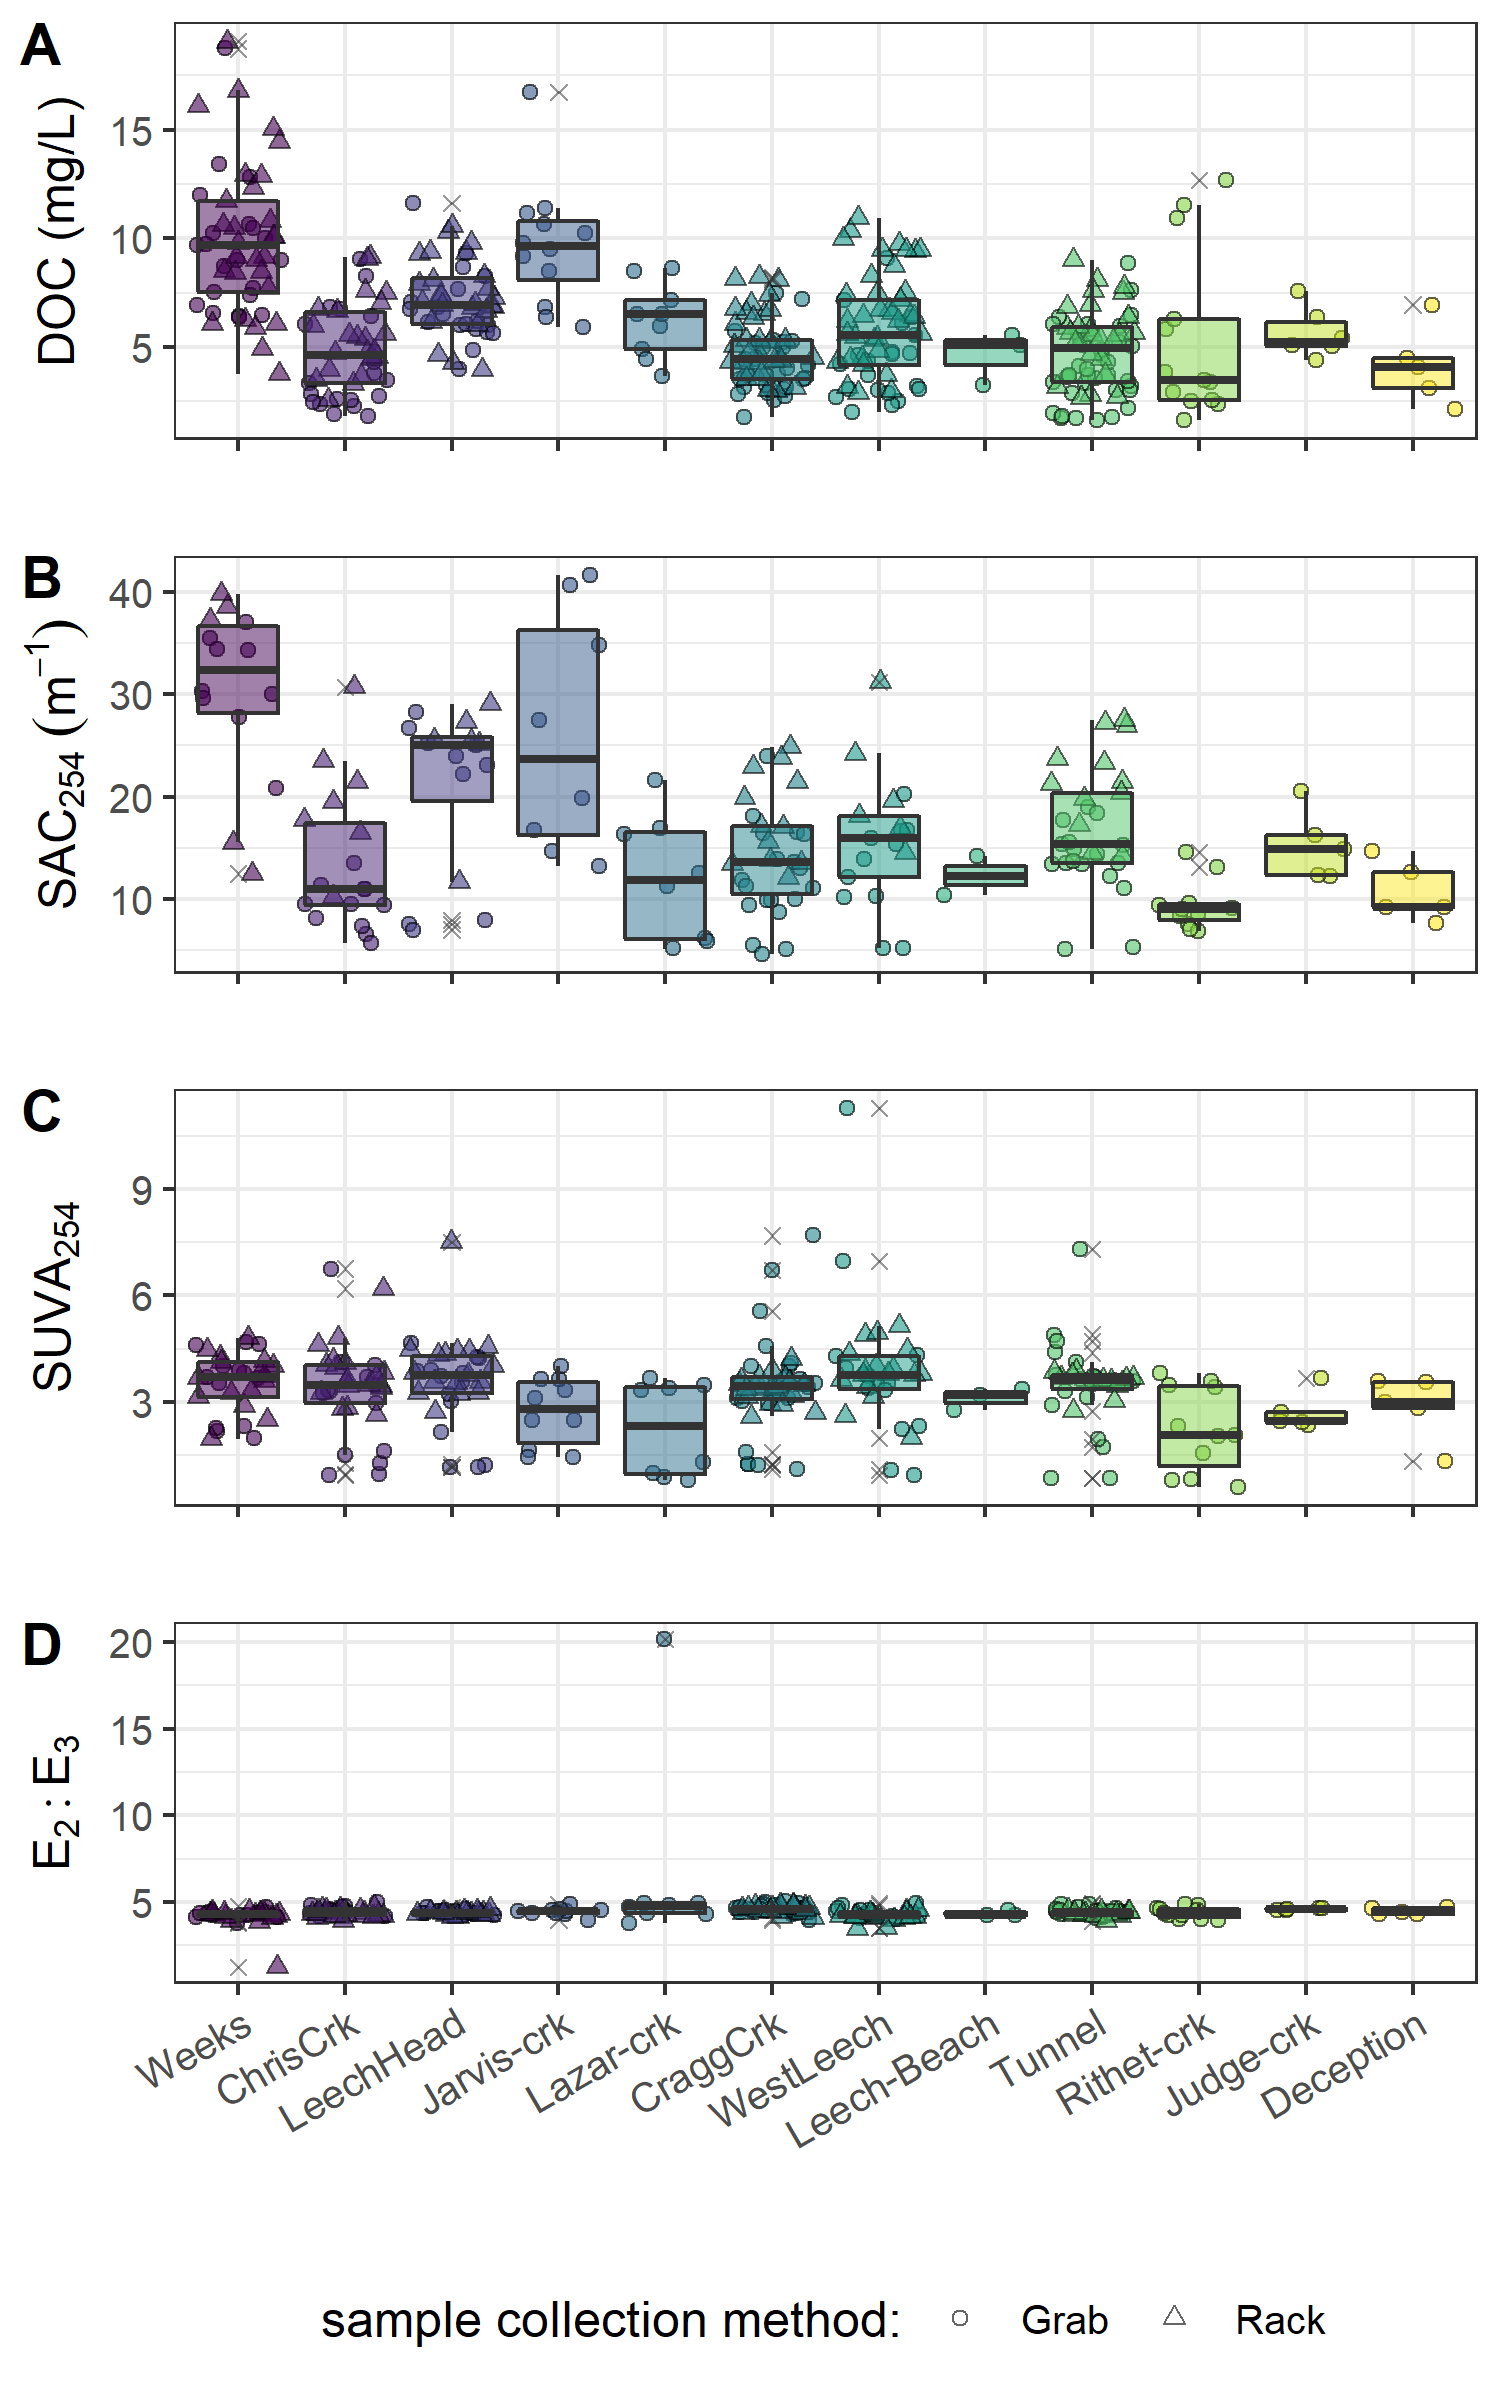 A
DOC (mg/L)
15
10
5
B
SAC254 (m−1)
40
30
20
10
C
SUVA254
9
6
3
D
E2 : E3
20
15
10
5
Weeks
ChrisCrk
LeechHead
Jarvis-crk
Lazar-crk
CraggCrk
WestLeech
Leech-Beach
Tunnel
Rithet-crk
Judge-crk
Deception
sample collection method: Grab Rack